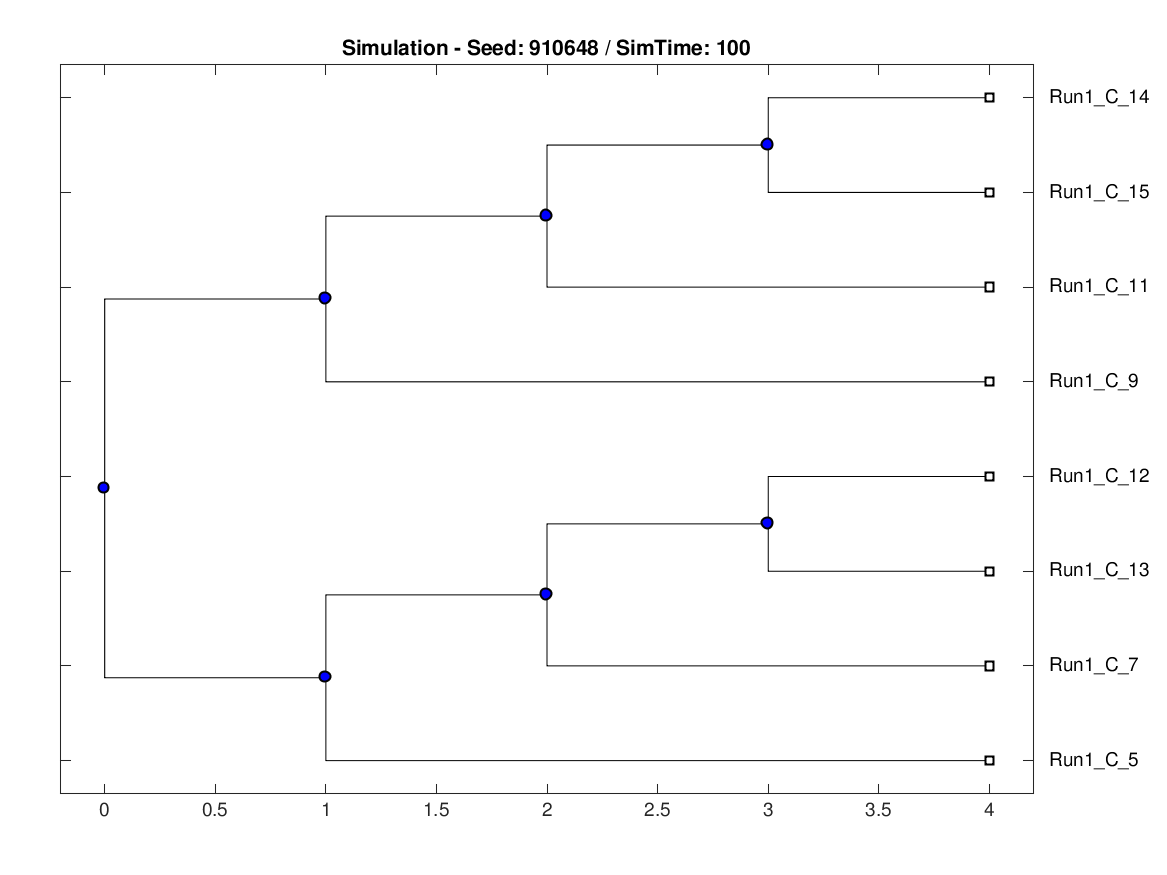 Simulation - Seed: 910648 / SimTime: 100
Run1_C_14
Run1_C_15
Run1_C_11
Run1_C_9
Run1_C_12
Run1_C_13
Run1_C_7
Run1_C_5
0 0.5 1 1.5 2 2.5 3 3.5 4